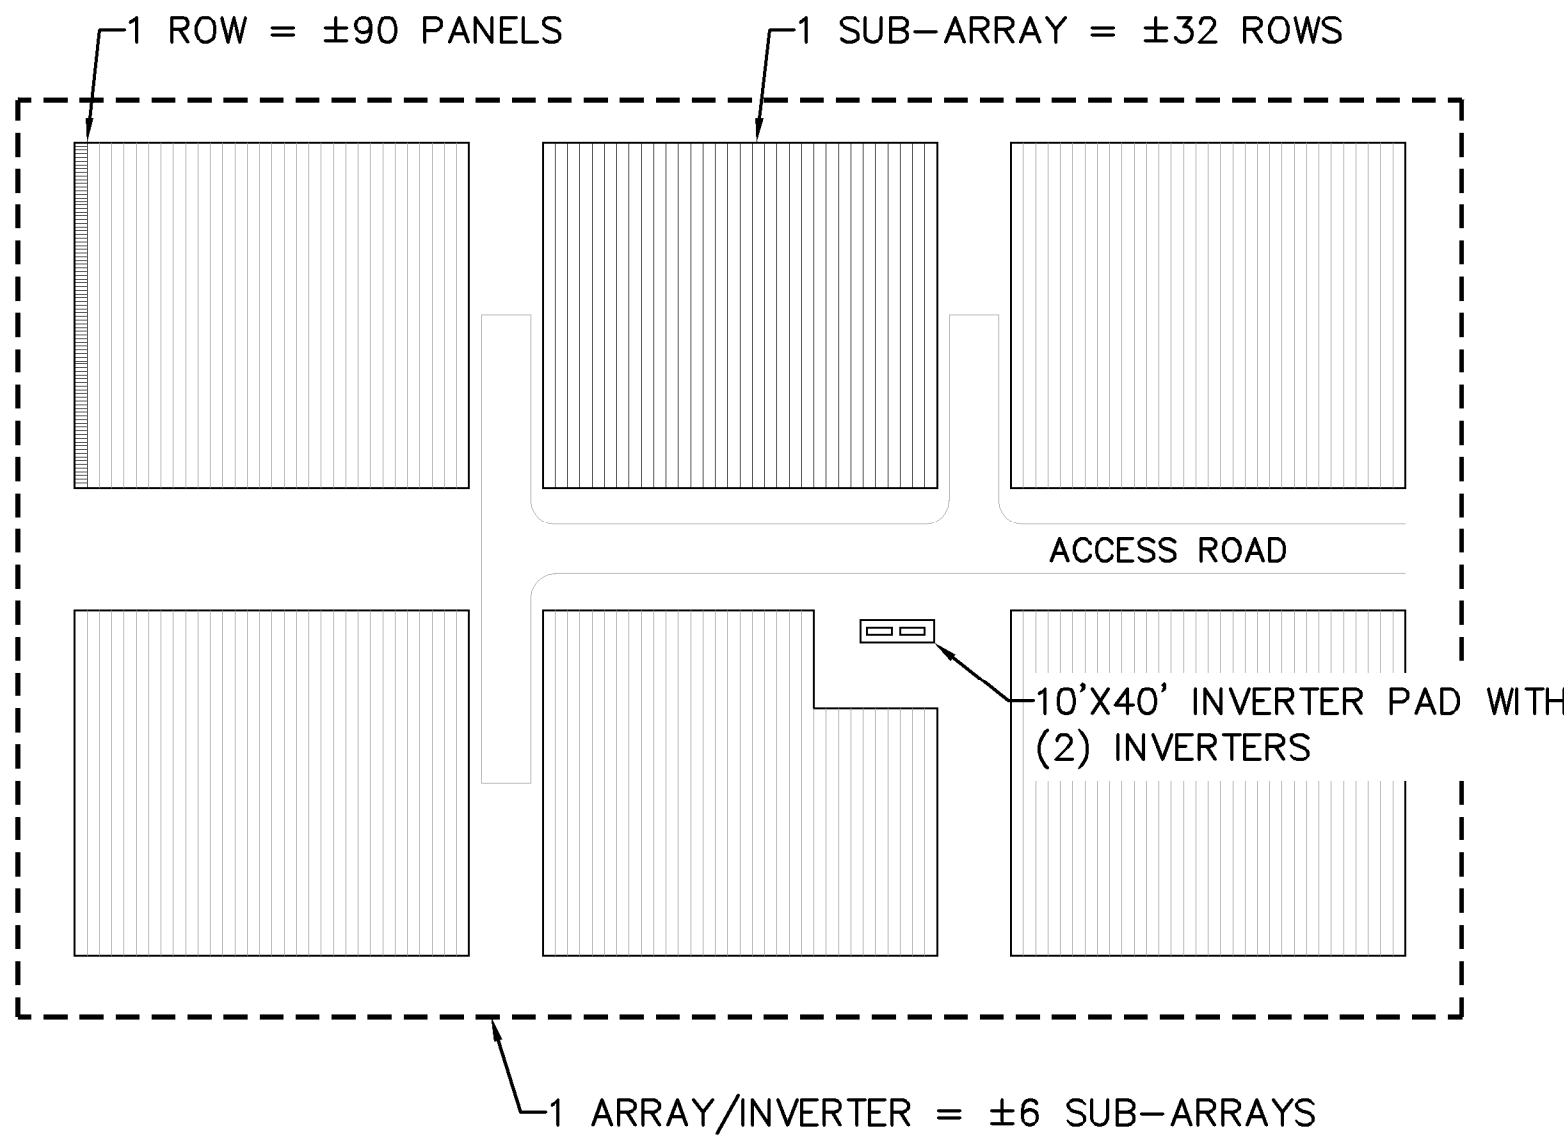 1 ROW = ±90 PANELS
1 SUB-ARRAY = ±32 ROWS
ACCESS ROAD
10'X40' INVERTER PAD WITH
(2) INVERTERS
1 ARRAY/INVERTER = ±6 SUB-ARRAYS